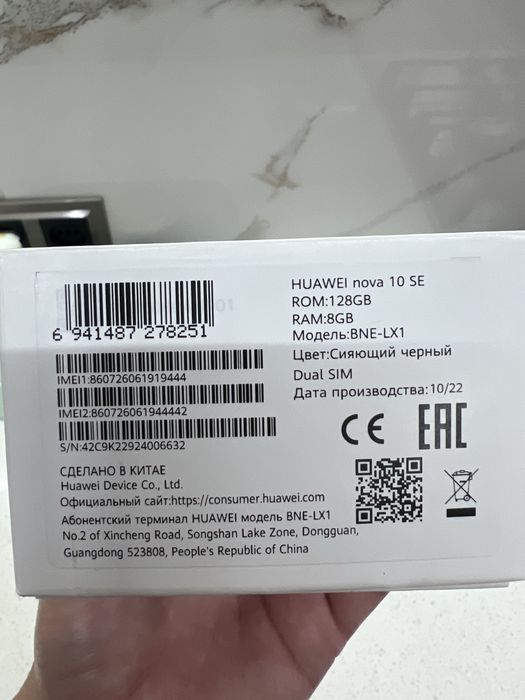 HUAWEI nova 10 SE
ROM:128GB
RAM:8GB
Модель:BNE-LX1
Цвет:Сияющий черный
Dual SIM
Дата производства:10/22
01
6 941487 278251
IMEI1:860726061919444
IMEI2:860726061944442
S/N:42C9K22924006632
CE EAC
СДЕЛАНО В КИТАЕ
Huawei Device Co., Ltd.
Официальный сайт:https://consumer.huawei.com
Абонентский терминал HUAWEI модель BNE-LX1
No.2 of Xincheng Road, Songshan Lake Zone, Dongguan,
Guangdong 523808, People's Republic of China